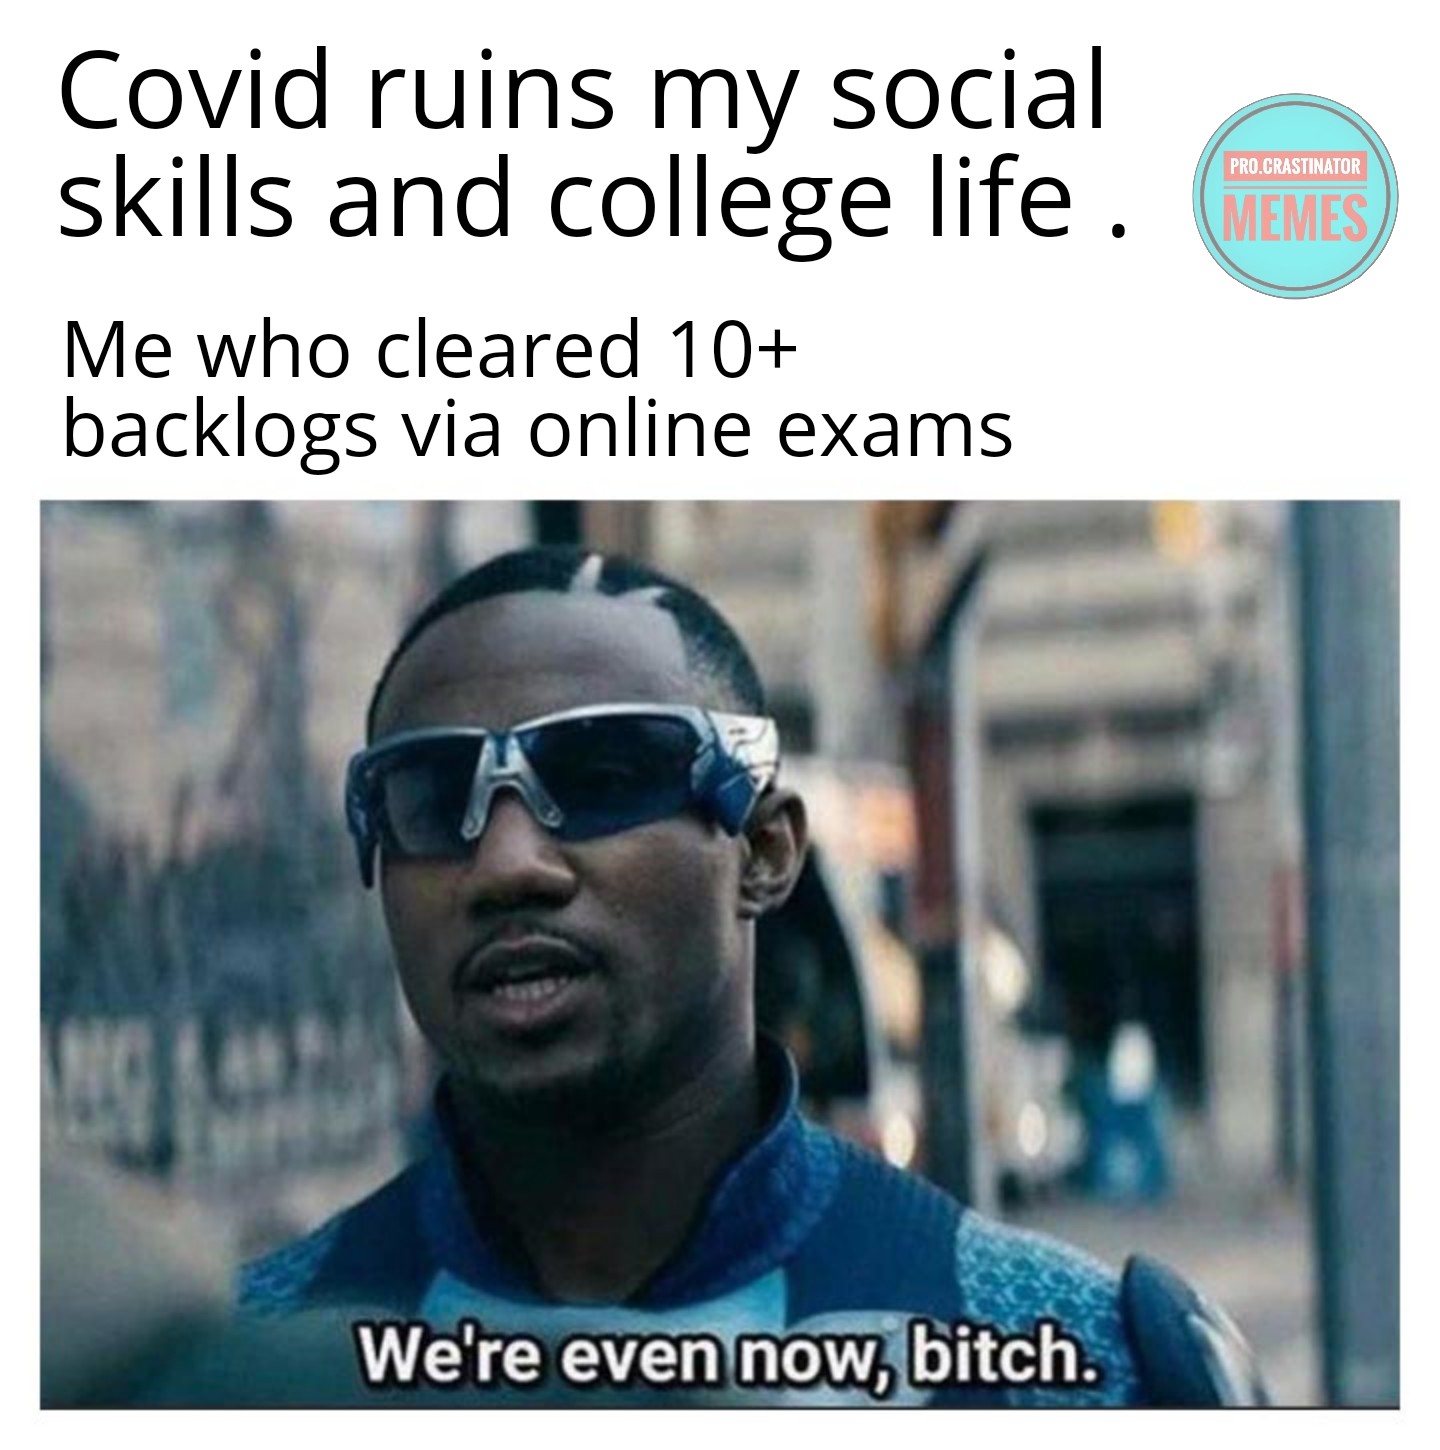 Covid ruins my social
skills and college life .
PRO.CRASTINATOR
MEMES
Me who cleared 10+
backlogs via online exams
We're even now, bitch.